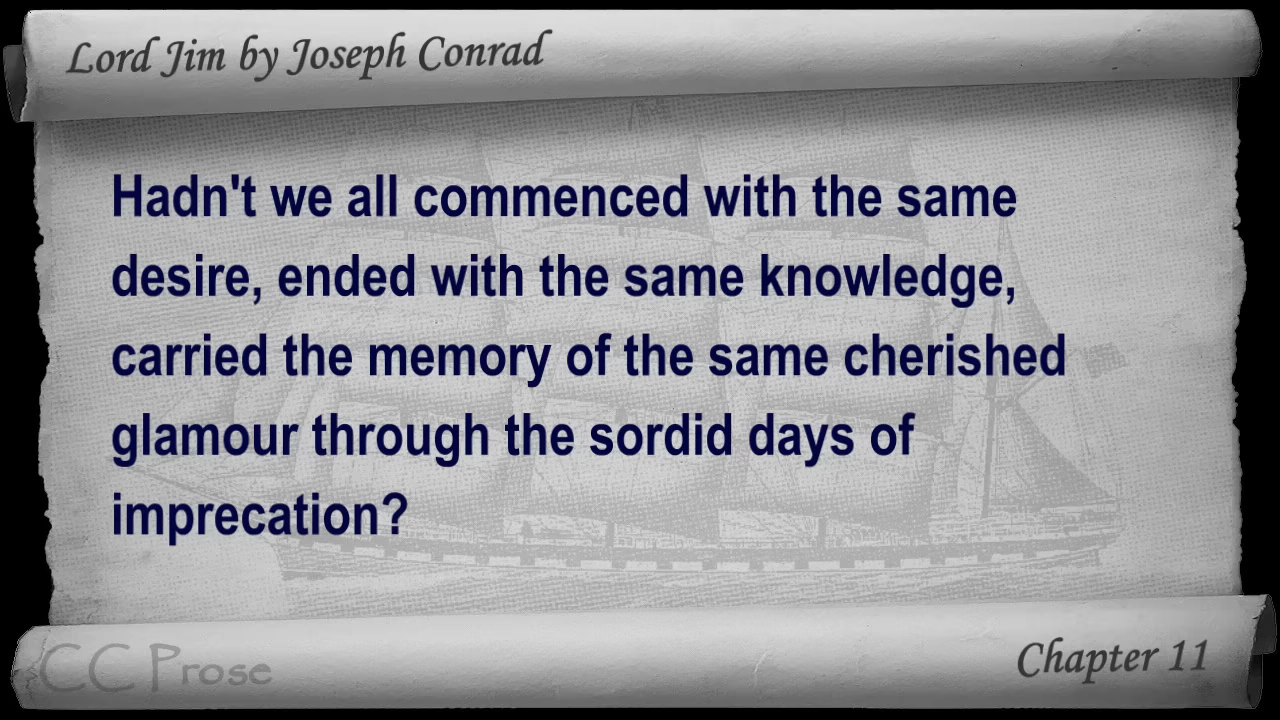 Lord Jim by Joseph Conrad
Hadn't we all commenced with the same
desire, ended with the same knowledge,
carried the memory of the same cherished
glamour through the sordid days of
imprecation?
CC Prose
Chapter 11